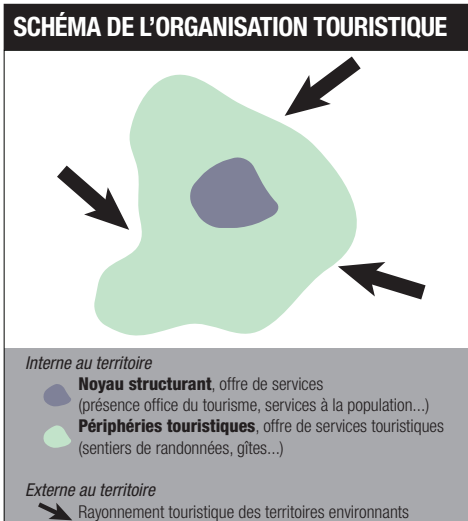 SCHÉMA DE L'ORGANISATION TOURISTIQUE
Interne au territoire
Noyau structurant, offre de services
(présence office du tourisme, services à la population...)
Périphéries touristiques, offre de services touristiques
(sentiers de randonnées, gîtes...)
Externe au territoire
Rayonnement touristique des territoires environnants